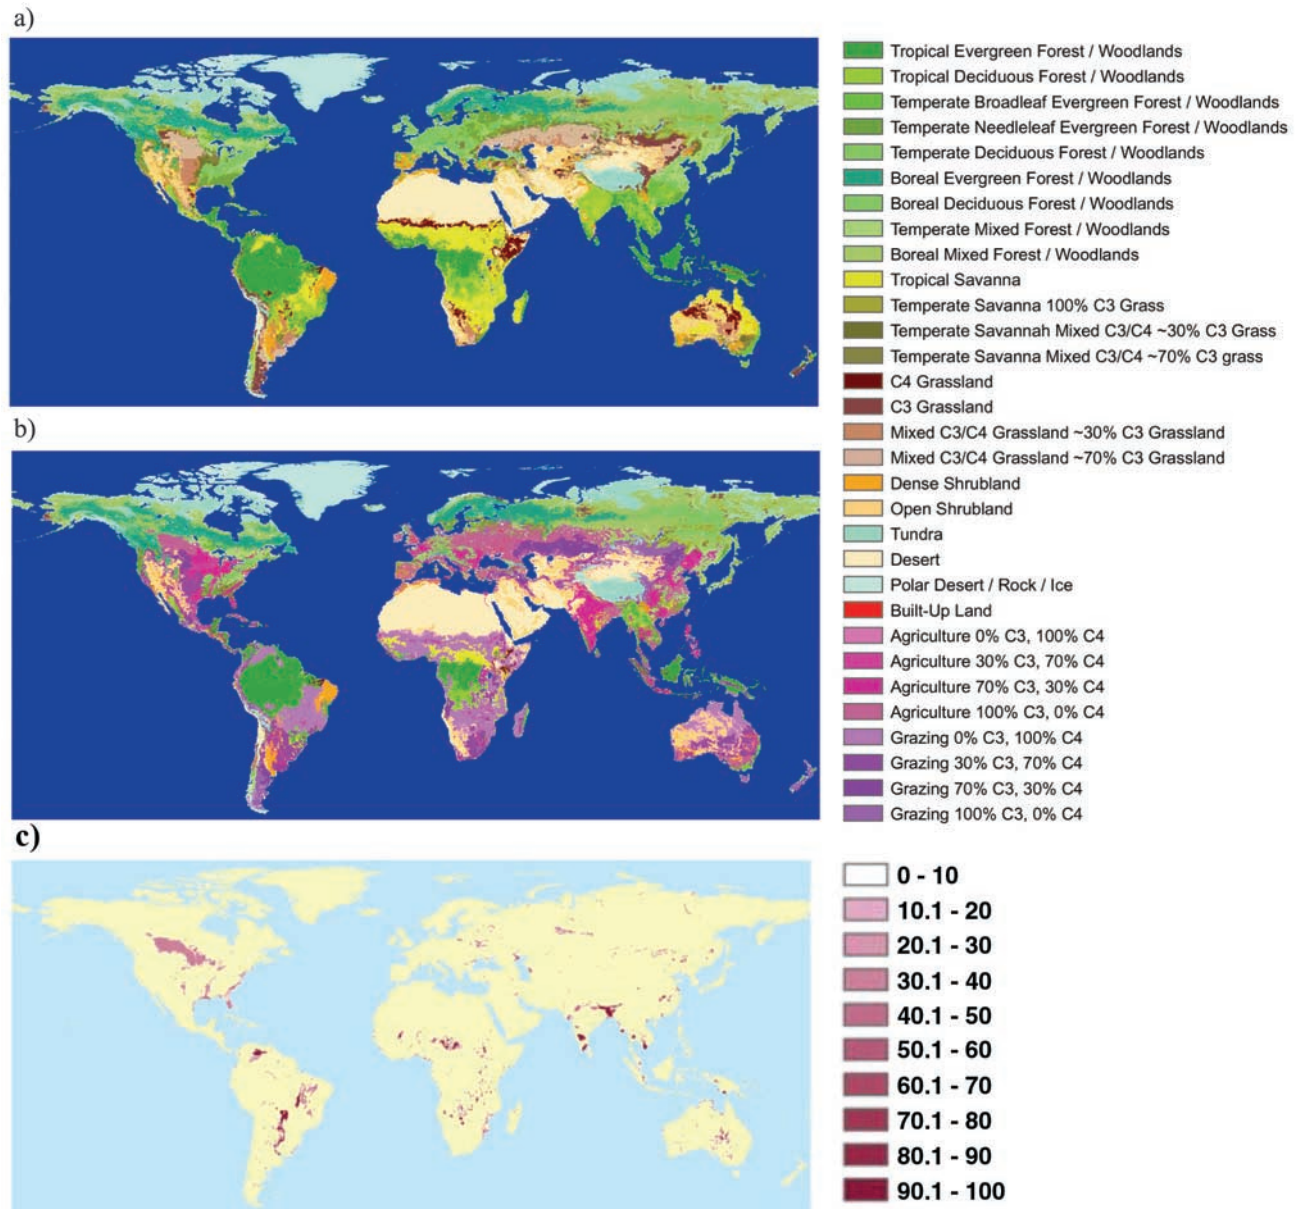 a)
Tropical Evergreen Forest / Woodlands
Tropical Deciduous Forest / Woodlands
Temperate Broadleaf Evergreen Forest / Woodlands
Temperate Needleleaf Evergreen Forest / Woodlands
Temperate Deciduous Forest / Woodlands
Boreal Evergreen Forest / Woodlands
Boreal Deciduous Forest / Woodlands
Temperate Mixed Forest / Woodlands
Boreal Mixed Forest / Woodlands
Tropical Savanna
Temperate Savanna 100% C3 Grass
Temperate Savannah Mixed C3/C4 ~30% C3 Grass
Temperate Savanna Mixed C3/C4 ~70% C3 grass
C4 Grassland
C3 Grassland
Mixed C3/C4 Grassland ~30% C3 Grassland
Mixed C3/C4 Grassland ~70% C3 Grassland
Dense Shrubland
Open Shrubland
Tundra
Desert
Polar Desert / Rock / Ice
Built-Up Land
Agriculture 0% C3, 100% C4
Agriculture 30% C3, 70% C4
Agriculture 70% C3, 30% C4
Agriculture 100% C3, 0% C4
Grazing 0% C3, 100% C4
Grazing 30% C3, 70% C4
Grazing 70% C3, 30% C4
Grazing 100% C3, 0% C4
b)
c)
0 - 10
10.1 - 20
20.1 - 30
30.1 - 40
40.1 - 50
50.1 - 60
60.1 - 70
70.1 - 80
80.1 - 90
90.1 - 100